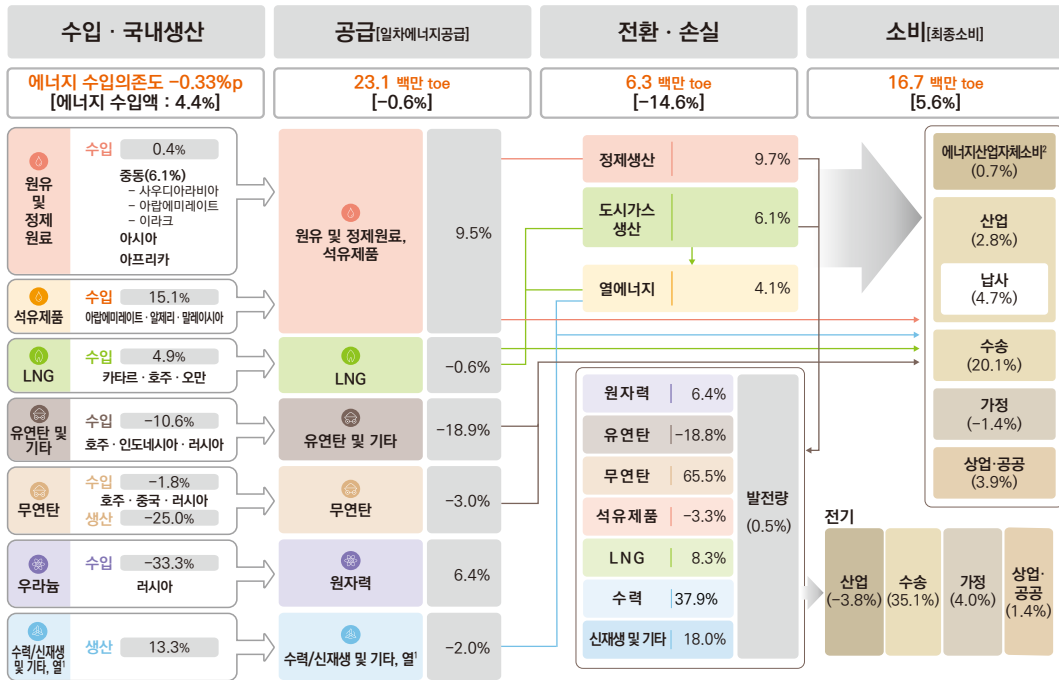 수입 · 국내생산
공급[일차에너지공급]
전환 · 손실
소비[최종소비]
에너지 수입의존도 -0.33%p
[에너지 수입액 : 4.4%]
23.1 백만 toe
[-0.6%]
6.3 백만 toe
[-14.6%]
16.7 백만 toe
[5.6%]
원유
및
정제
원료
수입 0.4%
중동(6.1%)
- 사우디아라비아
- 아랍에미레이트
- 이라크
아시아
아프리카
석유제품
수입 15.1%
아랍에미레이트 · 알제리 · 말레이시아
LNG
수입 4.9%
카타르 · 호주 · 오만
유연탄 및
기타
수입 -10.6%
호주 · 인도네시아 · 러시아
무연탄
수입 -1.8%
호주 · 중국 · 러시아
생산 -25.0%
우라늄
수입 -33.3%
러시아
수력/신재생
및 기타, 열¹
생산 13.3%
원유 및 정제원료,
석유제품
9.5%
LNG
-0.6%
유연탄 및 기타
-18.9%
무연탄
-3.0%
원자력
6.4%
수력/신재생 및 기타, 열¹
-2.0%
정제생산 9.7%
도시가스
생산
6.1%
열에너지 4.1%
원자력 6.4%
유연탄 -18.8%
무연탄 65.5%
석유제품 -3.3%
LNG 8.3%
수력 37.9%
신재생 및 기타 18.0%
발전량
(0.5%)
에너지산업자체소비²
(0.7%)
산업
(2.8%)
납사
(4.7%)
수송
(20.1%)
가정
(-1.4%)
상업·공공
(3.9%)
전기
산업
(-3.8%)
수송
(35.1%)
가정
(4.0%)
상업·
공공
(1.4%)